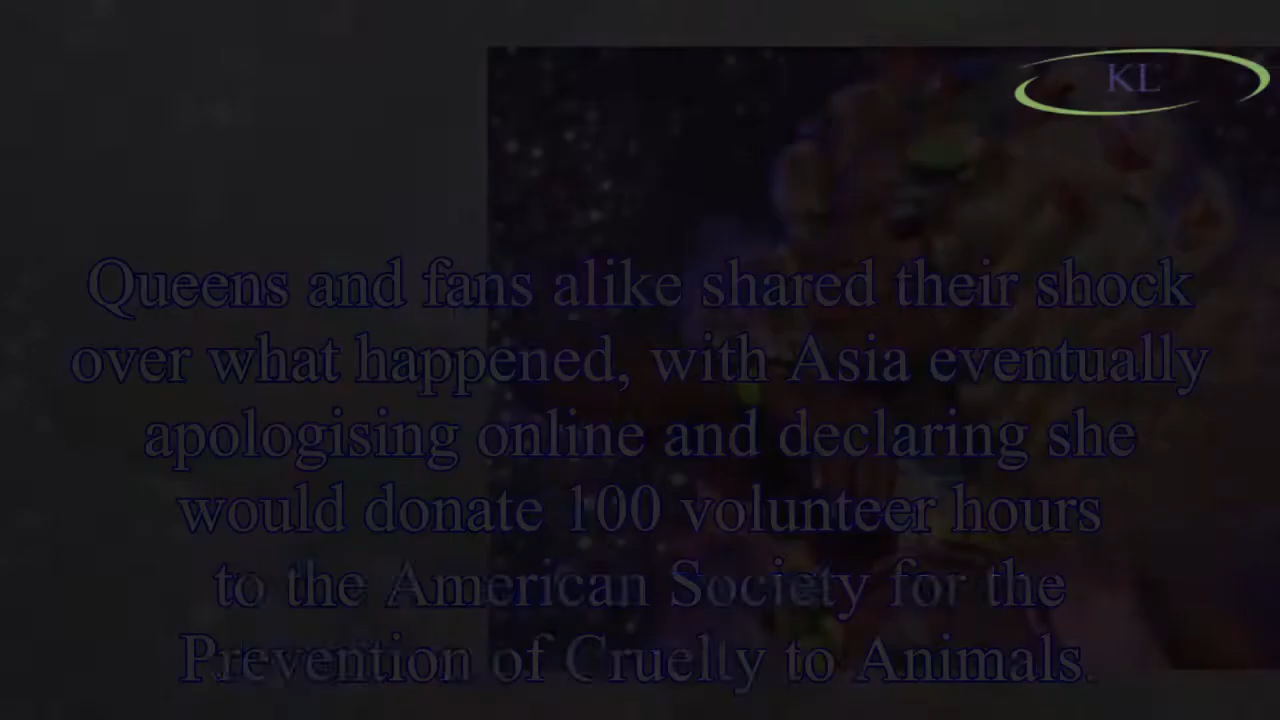 KL
Queens and fans alike shared their shock
over what happened, with Asia eventually
apologising online and declaring she
would donate 100 volunteer hours
to the American Society for the
Prevention of Cruelty to Animals.